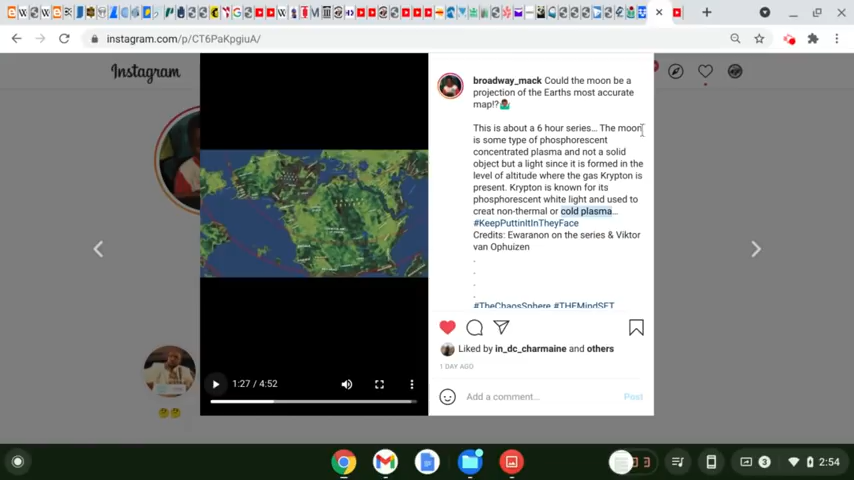 instagram.com/p/CT6PaKpgiuA/
Instagram
broadway_mack Could the moon be a
projection of the Earths most accurate
map!?🤷🏾‍♂️
This is about a 6 hour series... The moon
is some type of phosphorescent
concentrated plasma and not a solid
object but a light since it is formed in the
level of altitude where the gas Krypton is
present. Krypton is known for its
phosphorescent white light and used to
creat non-thermal or cold plasma...
#KeepPuttinItInTheyFace
Credits: Ewaranon on the series & Viktor
van Ophuizen
.
.
.
.
#TheChaosSphere #THEMindSET
1:27 / 4:52
Liked by in_dc_charmaine and others
1 DAY AGO
Add a comment...
Post
3
2:54